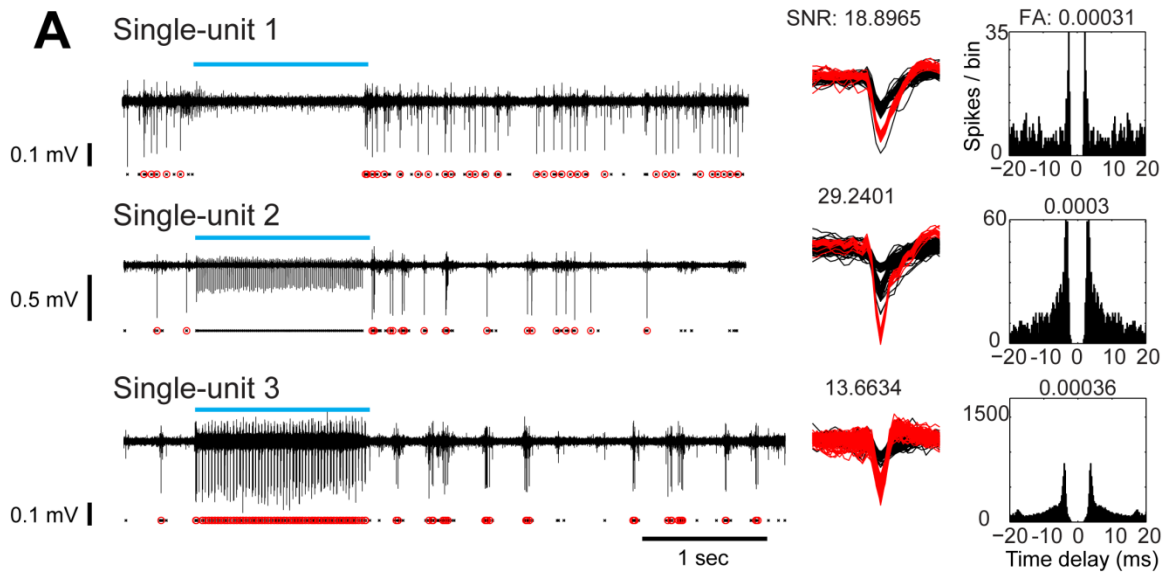 A
Single-unit 1
SNR: 18.8965
FA: 0.00031
0.1 mV
Spikes / bin
35
0
−20 −10 0 10 20
Single-unit 2
29.2401
0.0003
0.5 mV
60
0
−20 −10 0 10 20
Single-unit 3
13.6634
0.00036
0.1 mV
1500
0
−20 −10 0 10 20
Time delay (ms)
1 sec